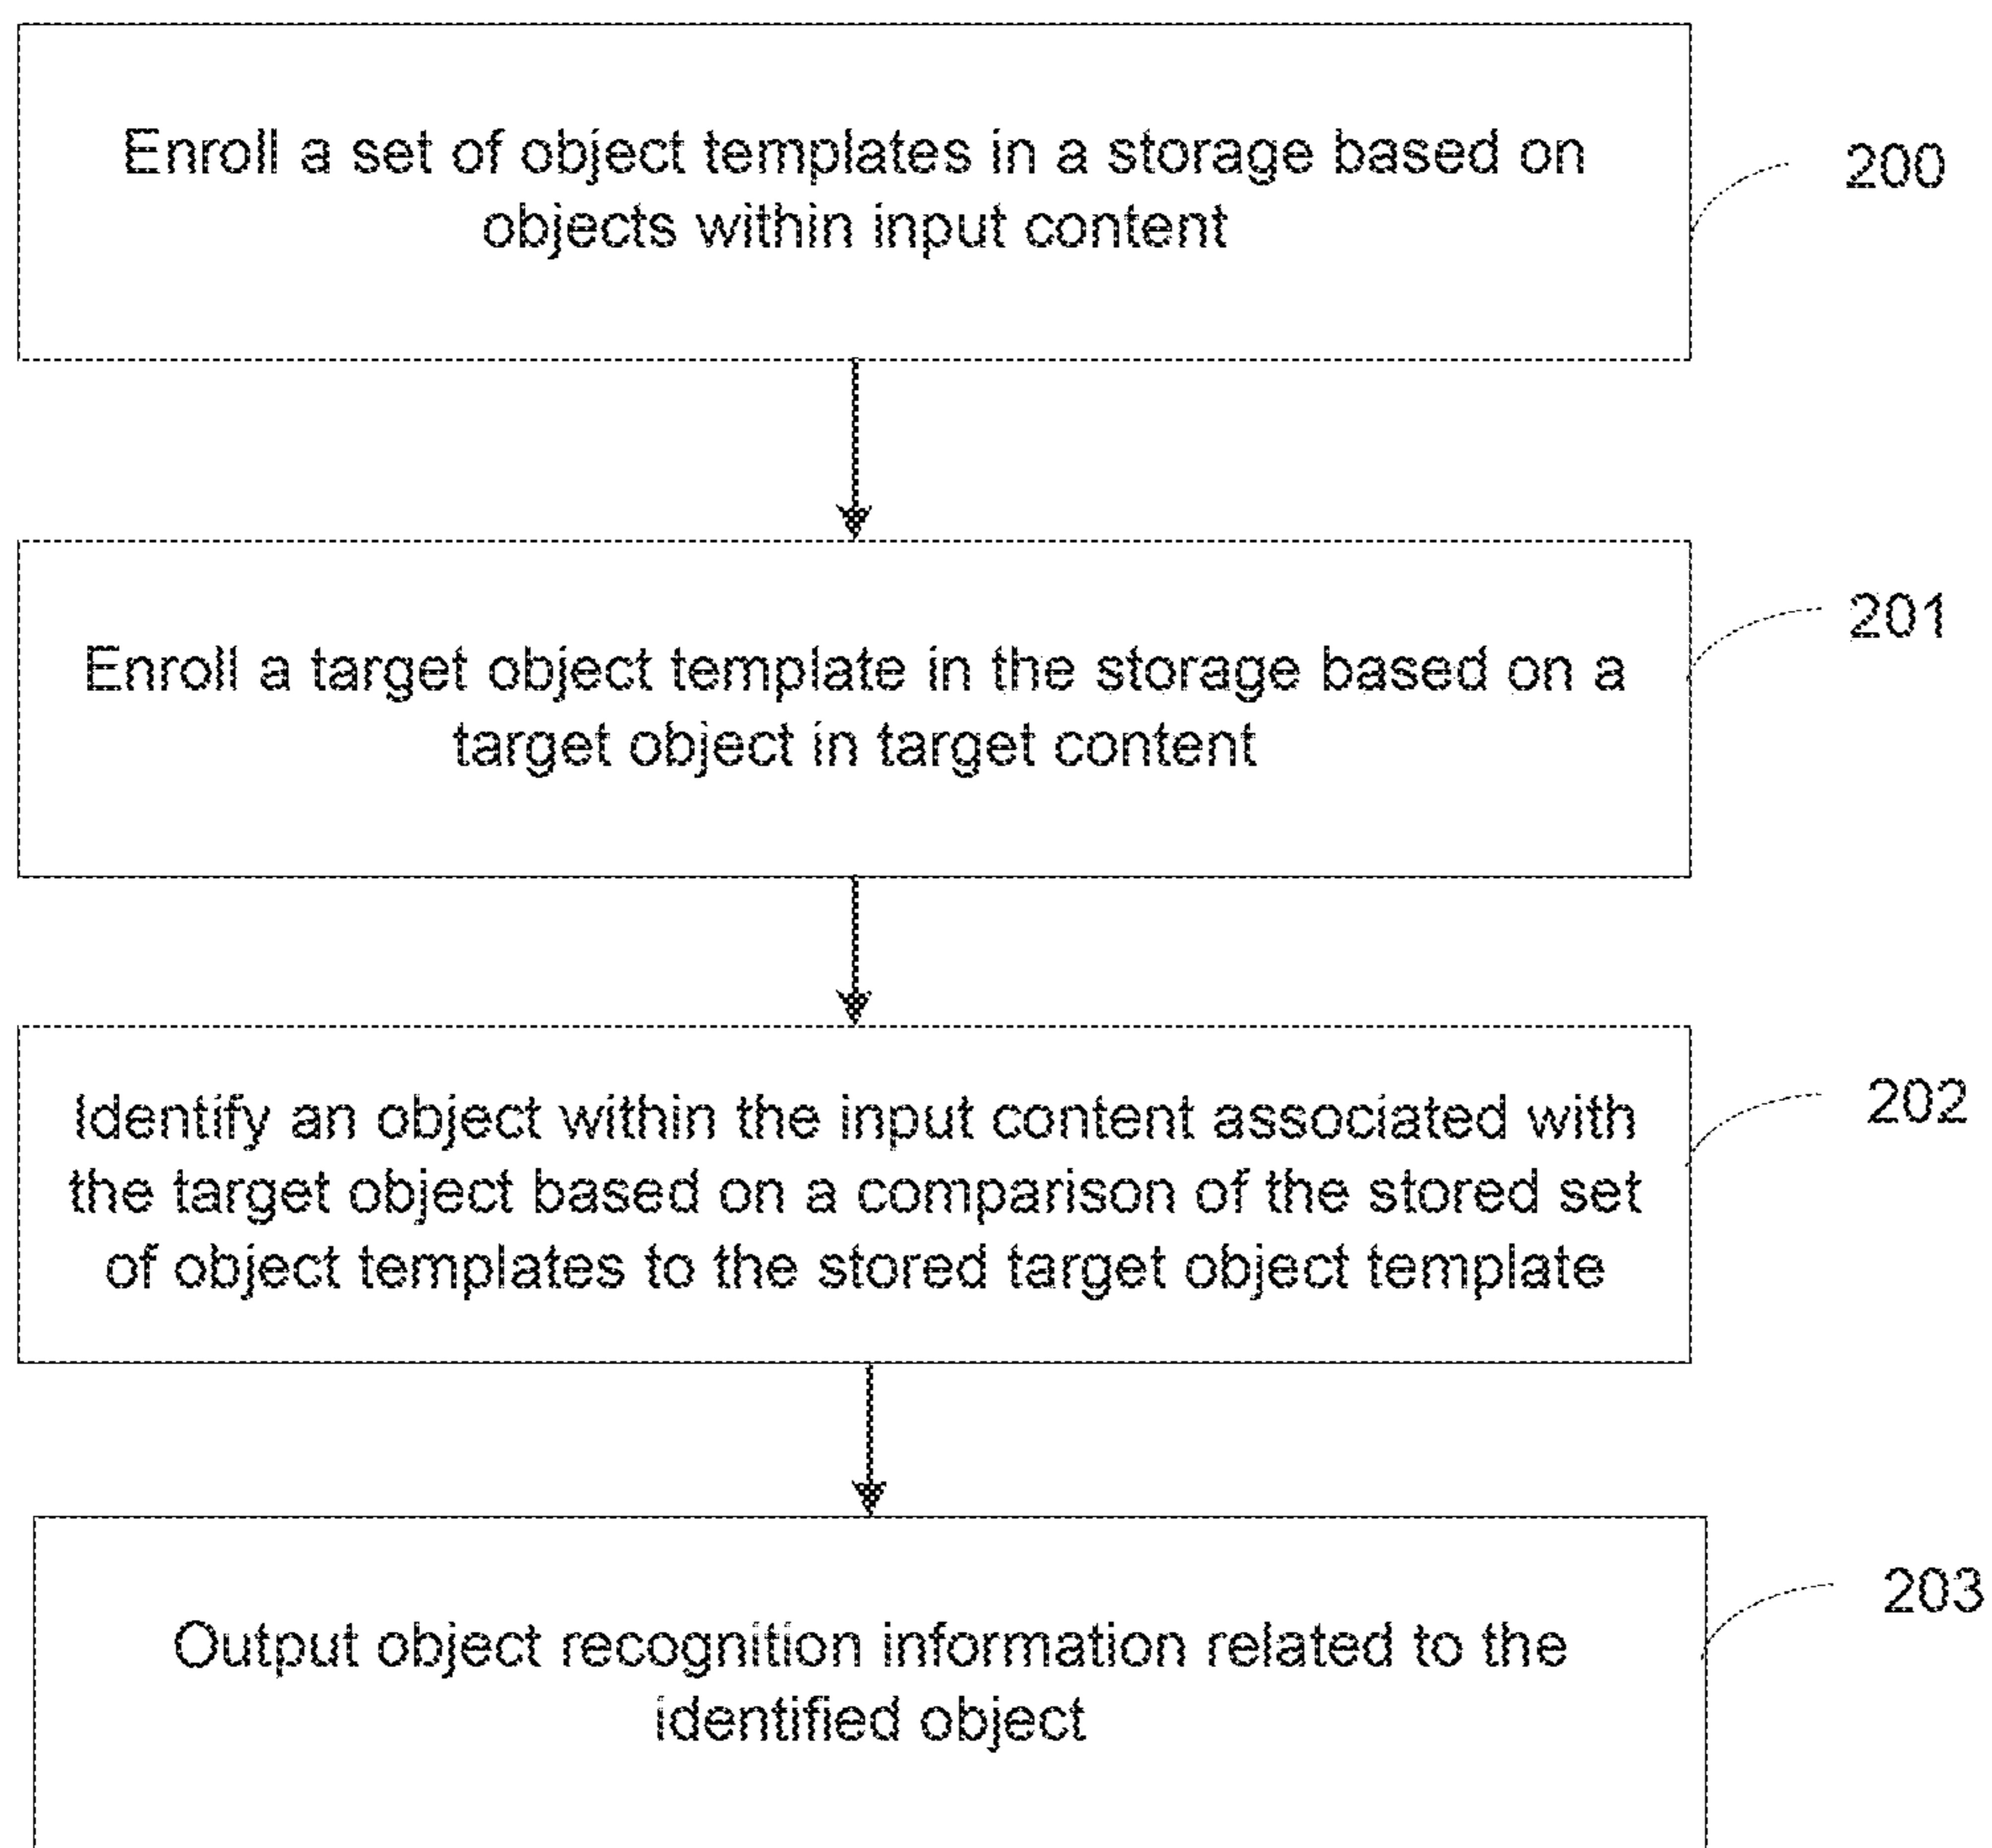 Enroll a set of object templates in a storage based on
objects within input content
200
Enroll a target object template in the storage based on a
target object in target content
201
Identify an object within the input content associated with
the target object based on a comparison of the stored set
of object templates to the stored target object template
202
Output object recognition information related to the
identified object
203